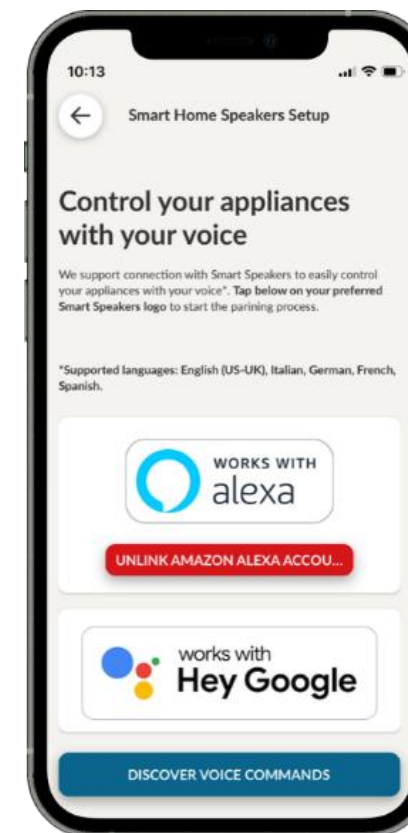 10:13
Smart Home Speakers Setup
Control your appliances
with your voice
We support connection with Smart Speakers to easily control
your appliances with your voice*. Tap below on your preferred
Smart Speakers logo to start the parining process.
*Supported languages: English (US-UK), Italian, German, French,
Spanish.
WORKS WITH
alexa
UNLINK AMAZON ALEXA ACCOU...
works with
Hey Google
DISCOVER VOICE COMMANDS